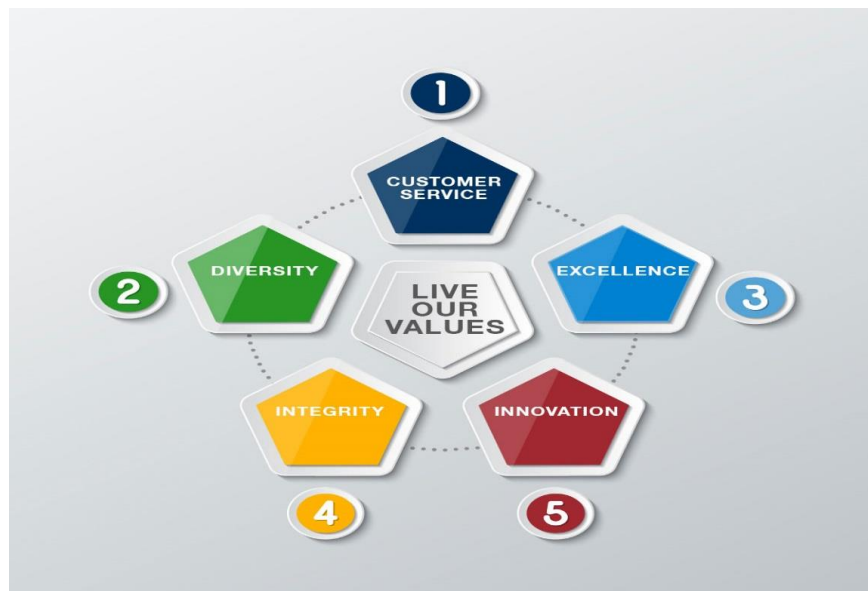 1
CUSTOMER
SERVICE
2
DIVERSITY
EXCELLENCE
3
LIVE
OUR
VALUES
INTEGRITY
INNOVATION
4
5